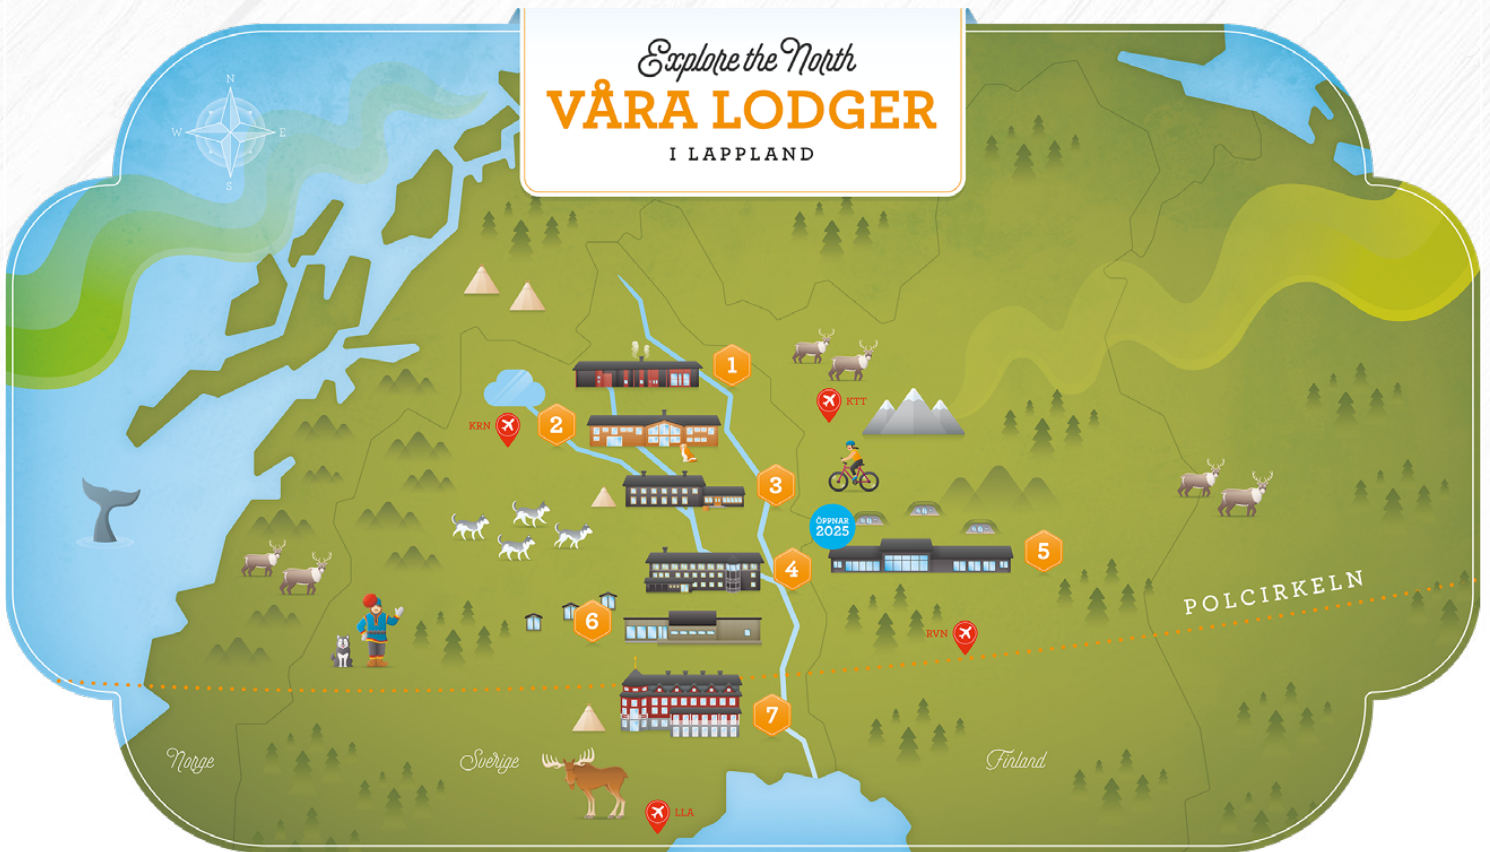 Explore the North
VÅRA LODGER
I LAPPLAND
N
W
E
S
1
KTT
KRN
2
3
ÖPPNAR
2025
5
4
POLCIRKELN
6
RVN
7
Norge
Sverige
Finland
LLA